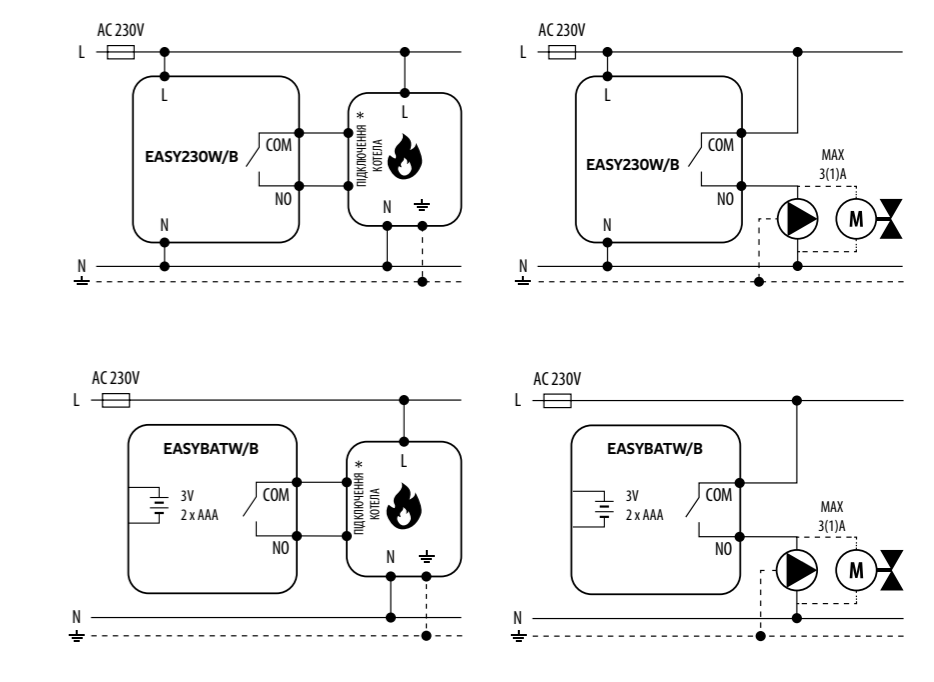 AC 230V
L
L
EASY230W/B
COM
NO
N
ПІДКЛЮЧЕННЯ *
КОТЕЛА
L
N
N
AC 230V
L
L
EASY230W/B
COM
NO
N
MAX
3(1)A
M
N
AC 230V
L
EASYBATW/B
3V
2 x AAA
COM
NO
ПІДКЛЮЧЕННЯ *
КОТЕЛА
L
N
N
AC 230V
L
EASYBATW/B
3V
2 x AAA
COM
NO
MAX
3(1)A
M
N